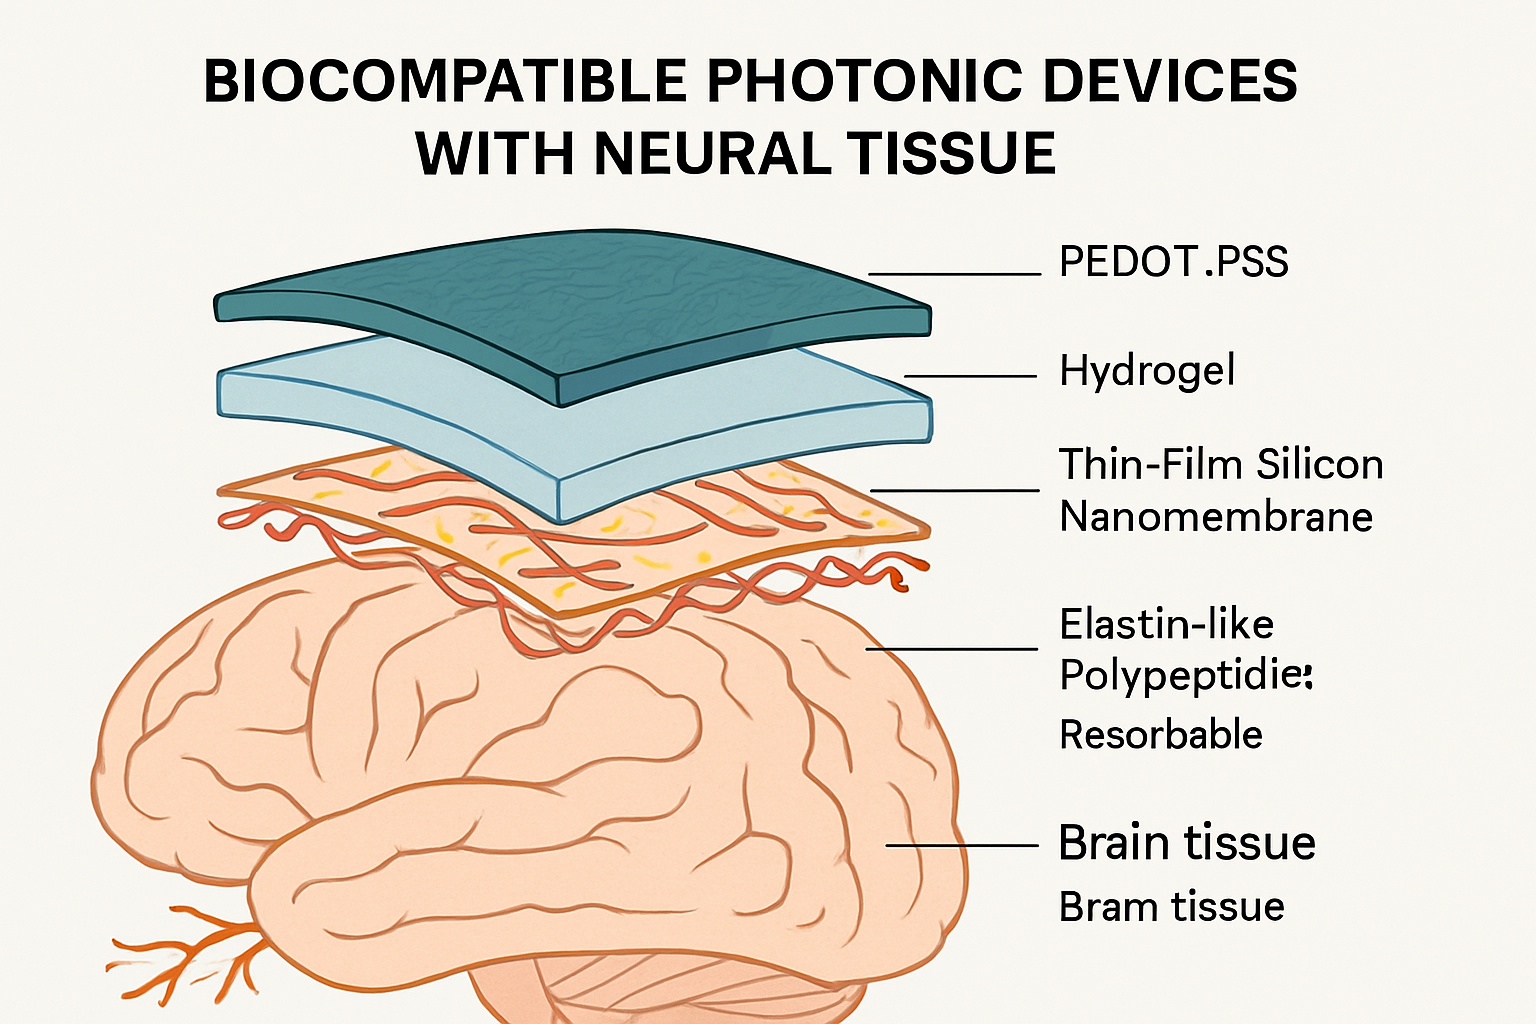 BIOCOMPATIBLE PHOTONIC DEVICES
WITH NEURAL TISSUE
PEDOT.PSS
Hydrogel
Thin-Film Silicon
Nanomembrane
Elastin-like
Polypeptidie:
Resorbable
Brain tissue
Bram tissue